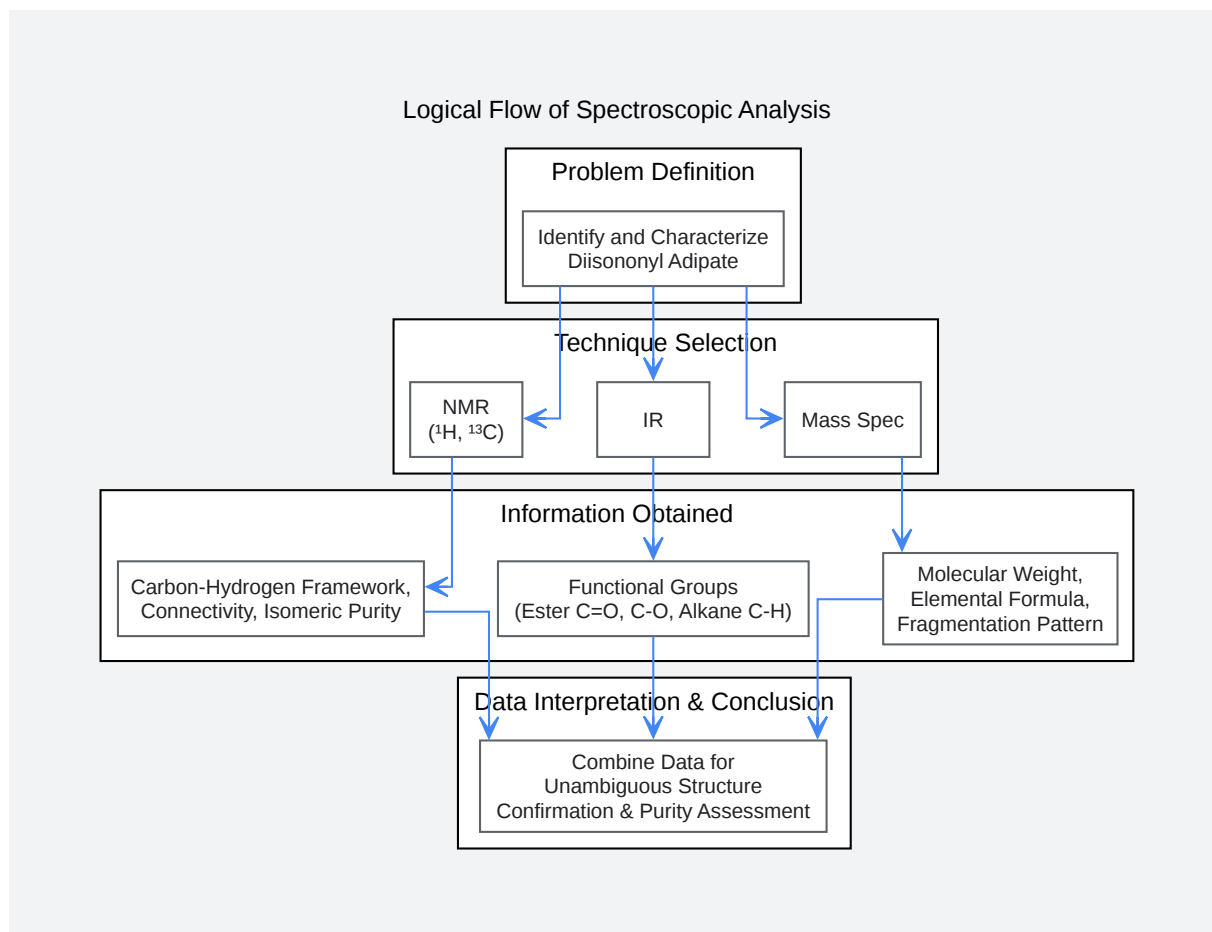 Logical Flow of Spectroscopic Analysis
Problem Definition
Identify and Characterize
Diisononyl Adipate
Technique Selection
NMR
(¹H, ¹³C)
IR
Mass Spec
Information Obtained
Carbon-Hydrogen Framework,
Connectivity, Isomeric Purity
Functional Groups
(Ester C=O, C-O, Alkane C-H)
Molecular Weight,
Elemental Formula,
Fragmentation Pattern
Data Interpretation & Conclusion
Combine Data for
Unambiguous Structure
Confirmation & Purity Assessment